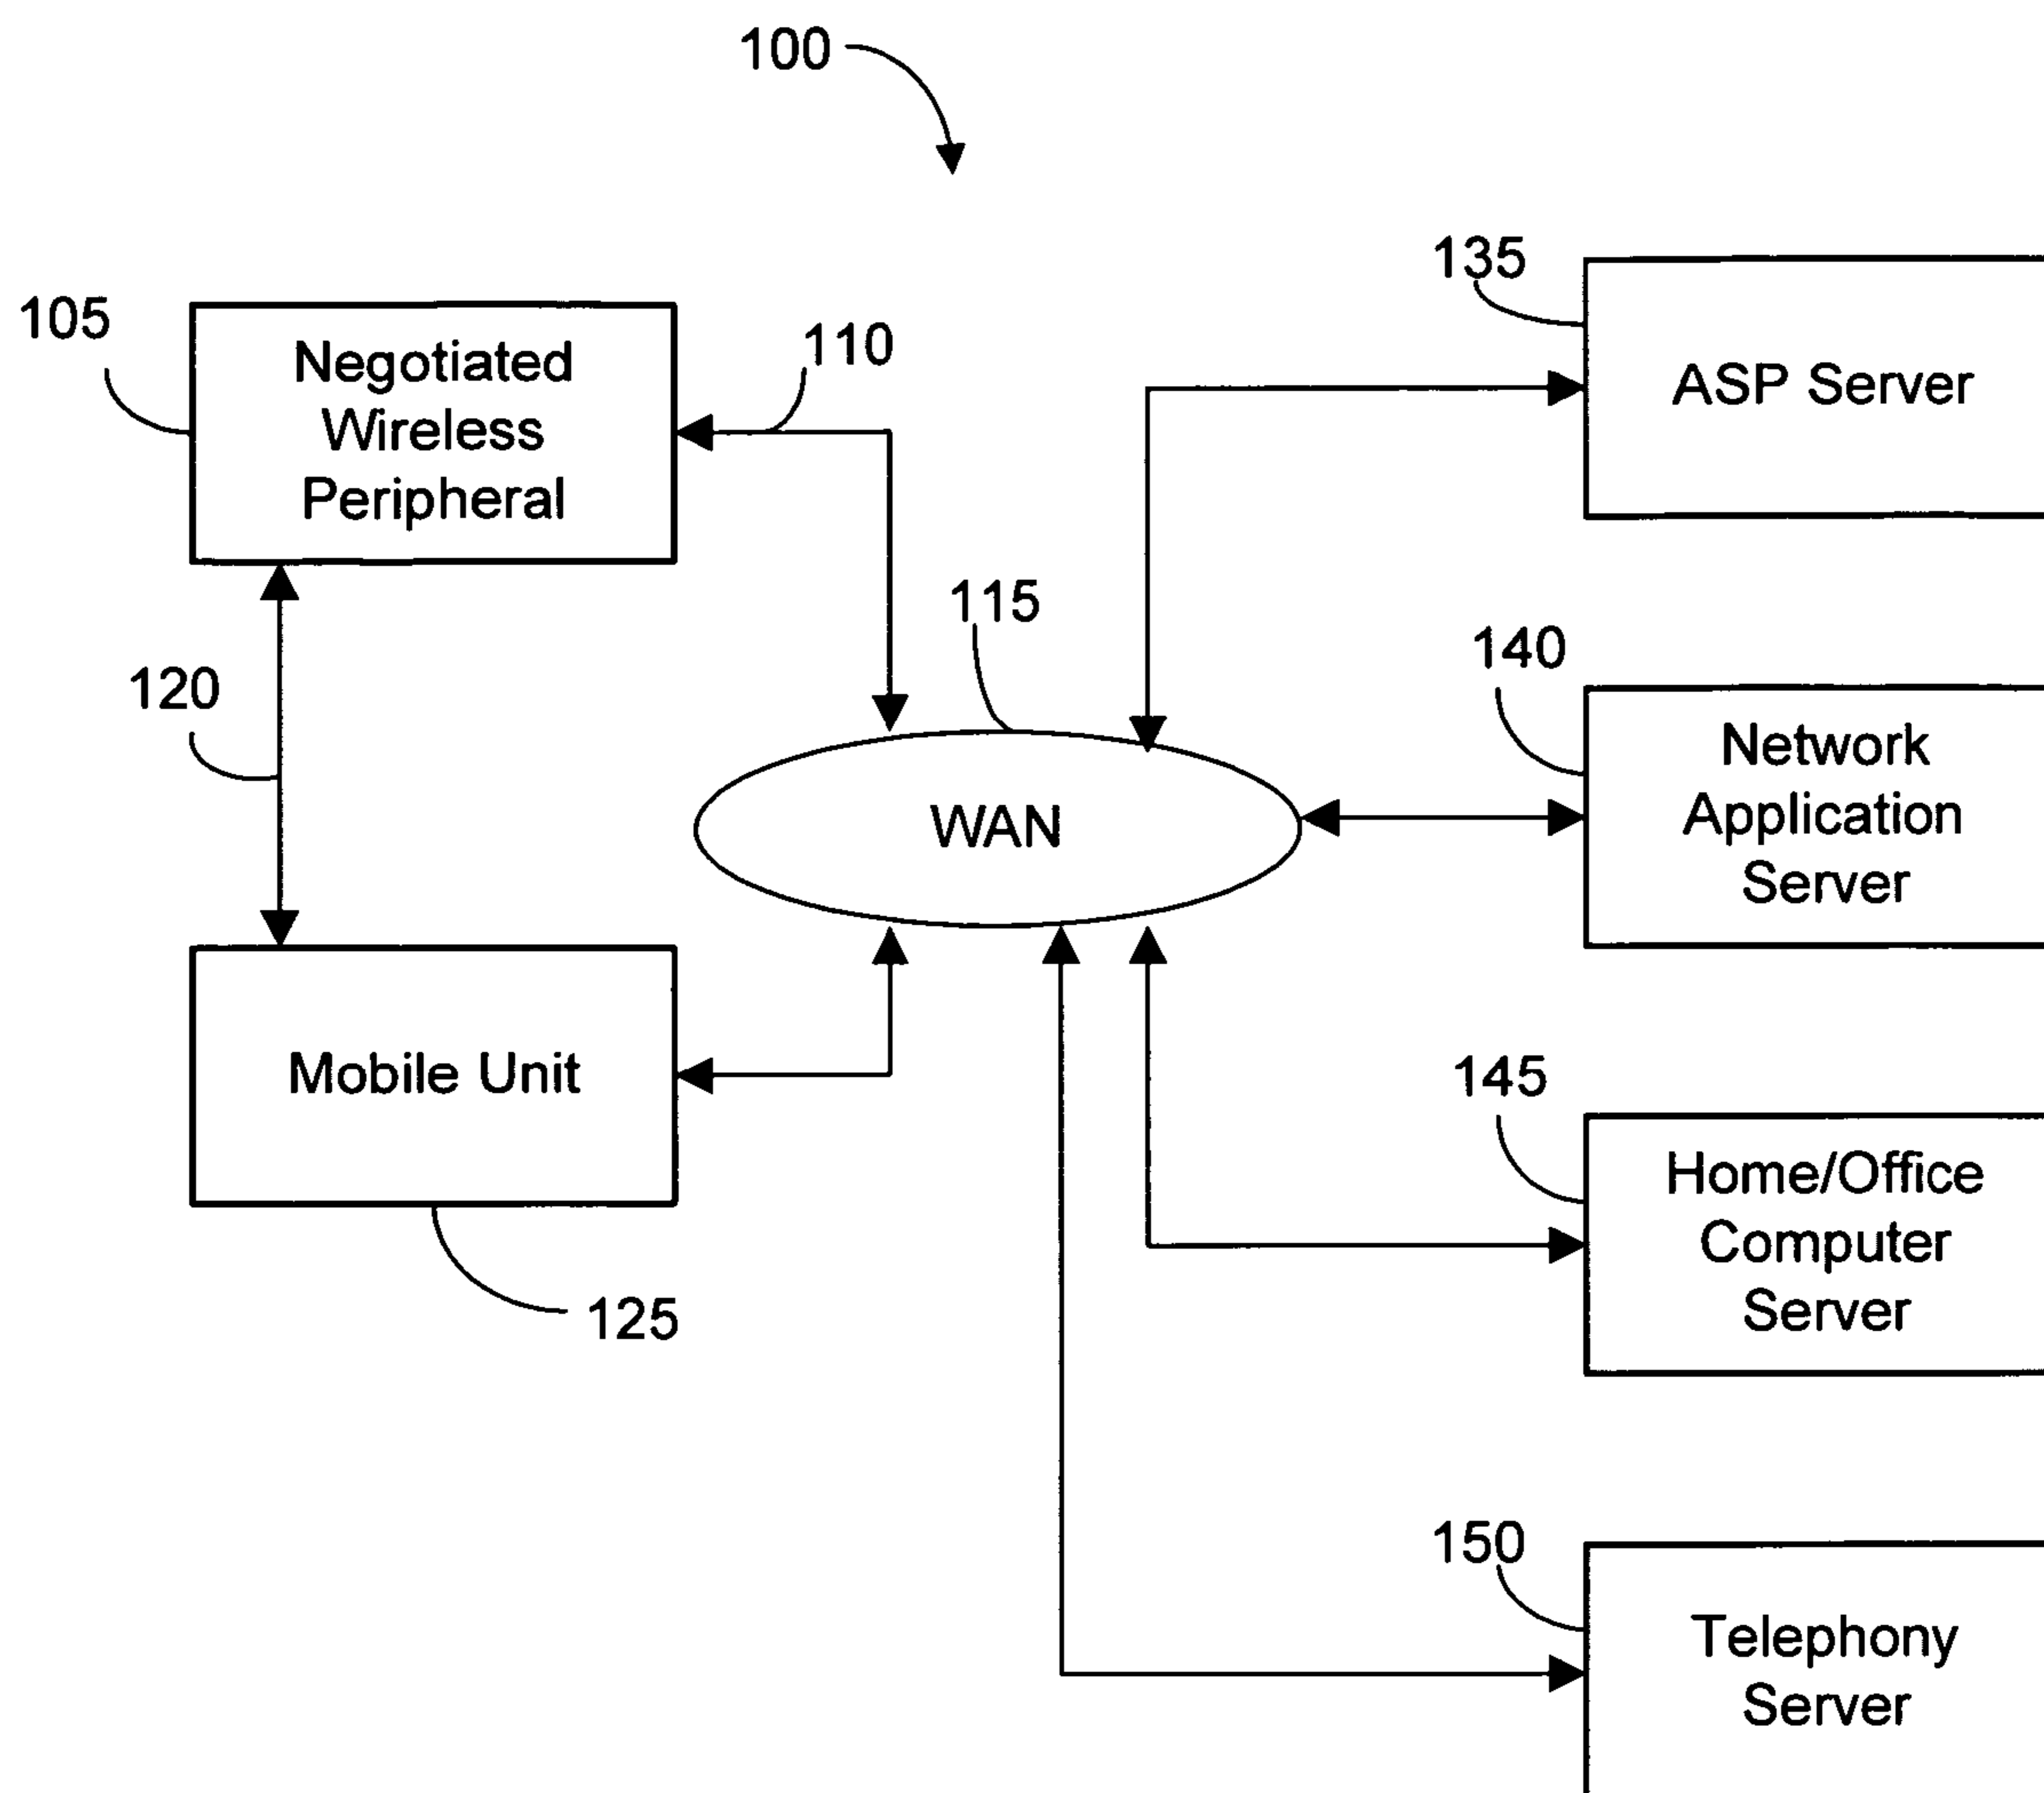 100
135
105
Negotiated
Wireless
Peripheral
110
ASP Server
115
120
140
WAN
Network
Application
Server
Mobile Unit
125
145
Home/Office
Computer
Server
150
Telephony
Server